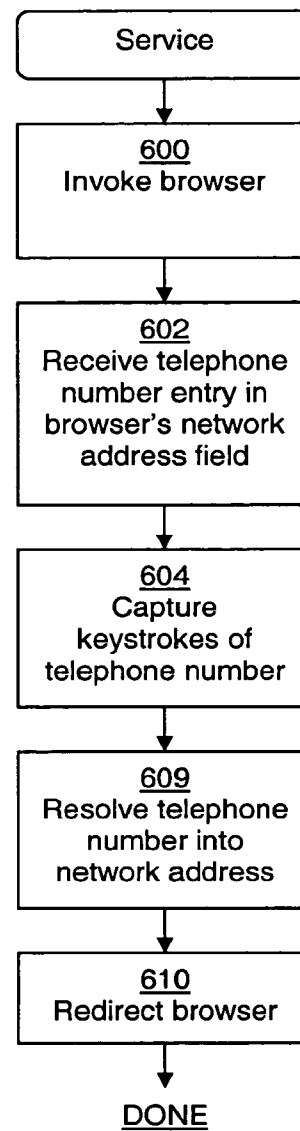 Service
600
Invoke browser
602
Receive telephone
number entry in
browser's network
address field
604
Capture
keystrokes of
telephone number
609
Resolve telephone
number into
network address
610
Redirect browser
DONE